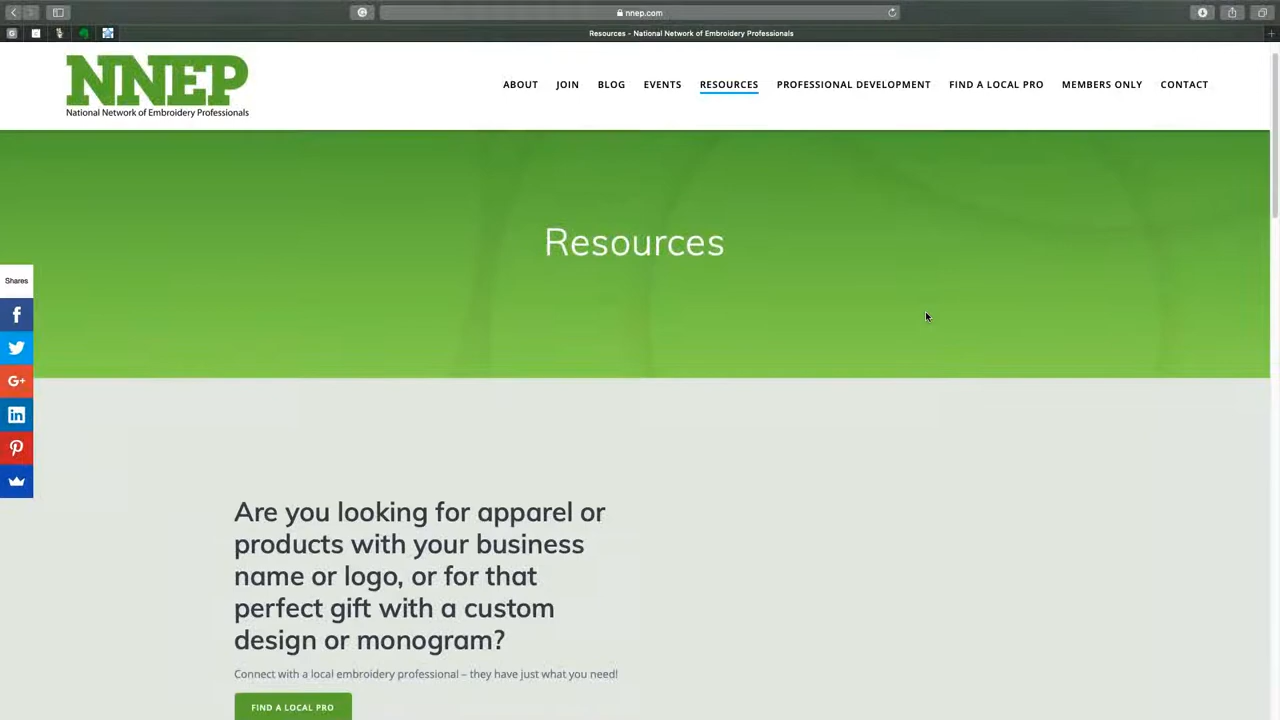 nnep.com
Resources - National Network of Embroidery Professionals
NNEP
National Network of Embroidery Professionals
ABOUT JOIN BLOG EVENTS RESOURCES PROFESSIONAL DEVELOPMENT FIND A LOCAL PRO MEMBERS ONLY CONTACT
Resources
Shares
Are you looking for apparel or
products with your business
name or logo, or for that
perfect gift with a custom
design or monogram?
Connect with a local embroidery professional – they have just what you need!
FIND A LOCAL PRO